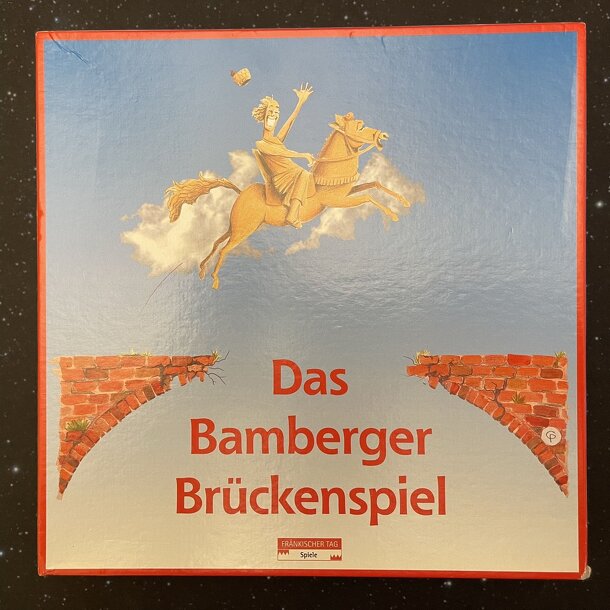 Das
Bamberger
Brückenspiel
FRÄNKISCHER TAG
Spiele